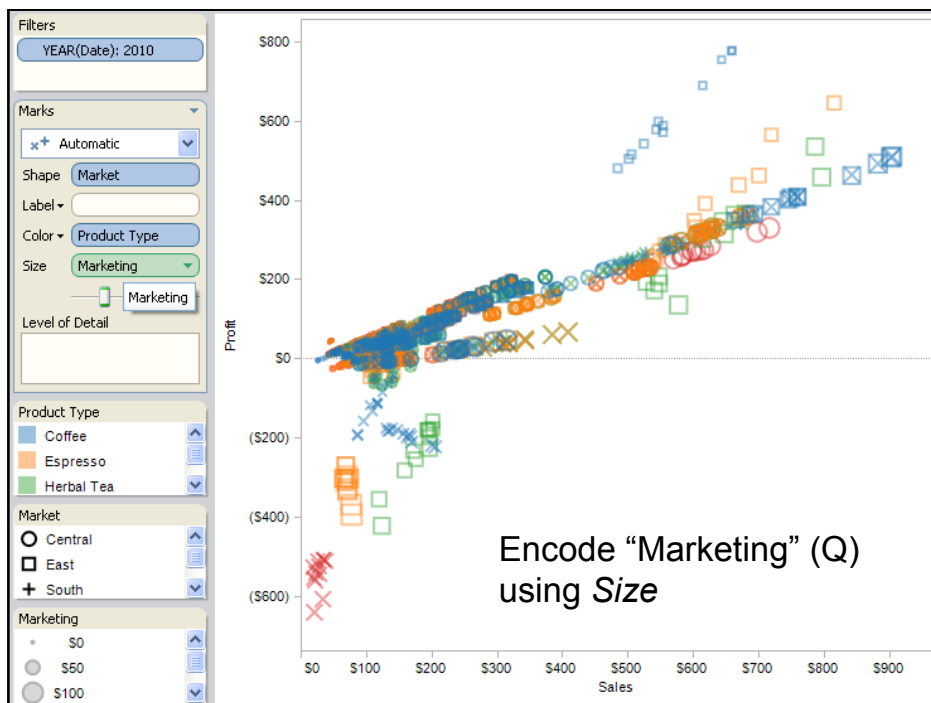 Filters
YEAR(Date): 2010
Marks
Automatic
Shape Market
Label
Color Product Type
Size Marketing
Marketing
Level of Detail
Product Type
Coffee
Espresso
Herbal Tea
Market
Central
East
South
Marketing
$0
$50
$100
$800
$600
$400
$200
$0
($200)
($400)
($600)
Profit
Encode “Marketing” (Q)
using Size
$0 $100 $200 $300 $400 $500 $600 $700 $800 $900
Sales